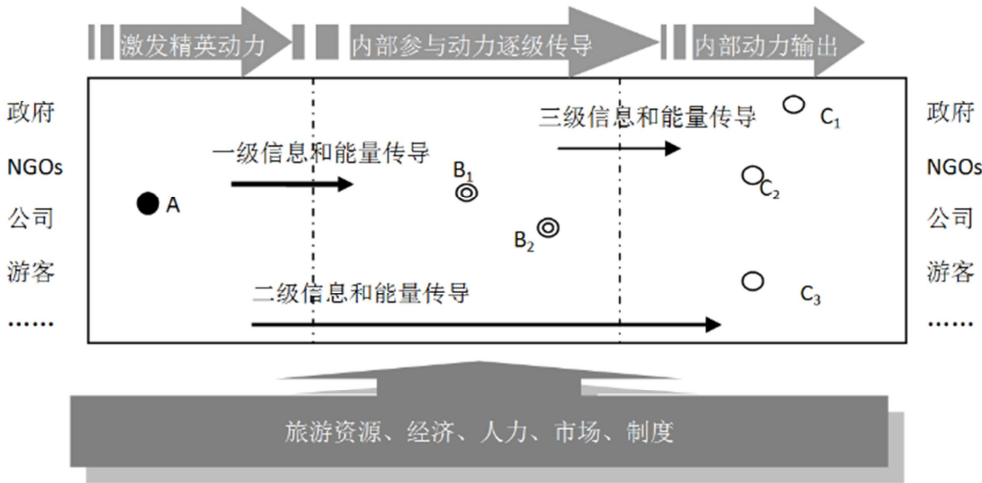 激发精英动力
内部参与动力逐级传导
内部动力输出
政府
NGOs
公司
游客
……
一级信息和能量传导
三级信息和能量传导
A
B1
B2
C1
C2
C3
二级信息和能量传导
政府
NGOs
公司
游客
……
旅游资源、经济、人力、市场、制度